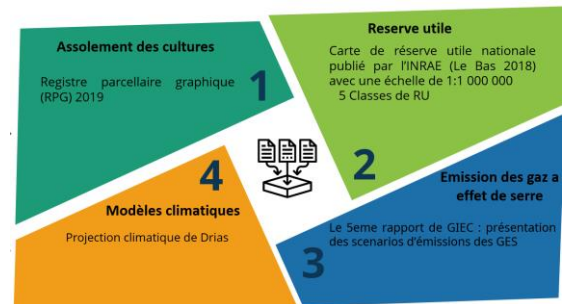 Assolement des cultures
Registre parcellaire graphique
(RPG) 2019
1
Reserve utile
Carte de réserve utile nationale
publié par l'INRAE (Le Bas 2018)
avec une échelle de 1:1 000 000
5 Classes de RU
2
Emission des gaz a
effet de serre
Le 5eme rapport de GIEC : présentation
des scenarios d'émissions des GES
3
4
Modèles climatiques
Projection climatique de Drias